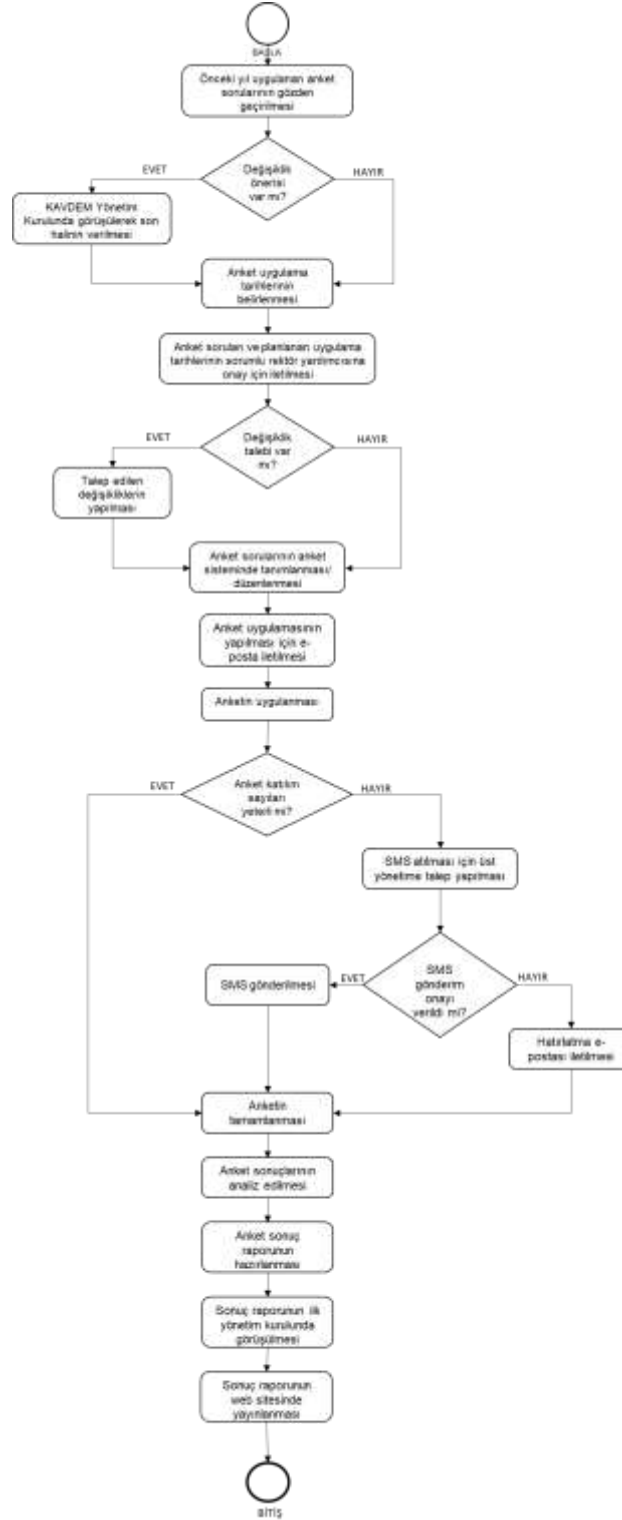 BAŞLA
Önceki yıl uygulanan anket
sorularının gözden
geçirilmesi
EVET
Değişiklik
önerisi
var mı?
HAYIR
KAVDEM Yönetim
Kurulunda görüşülerek son
halinin verilmesi
Anket uygulama
tarihlerinin
belirlenmesi
Anket soruları ve planlanan uygulama
tarihlerinin sorumlu rektör yardımcısına
onay için iletilmesi
EVET
Değişiklik
talebi var
mı?
HAYIR
Talep edilen
değişikliklerin
yapılması
Anket sorularının anket
sisteminde tanımlanması/
düzenlenmesi
Anket uygulamasının
yapılması için e-
posta iletilmesi
Anketin uygulanması
EVET
Anket katılım
sayıları
yeterli mi?
HAYIR
SMS atılması için üst
yönetime talep yapılması
SMS gönderilmesi
EVET
SMS
gönderim
onayı
verildi mi?
HAYIR
Hatırlatma e-
postası iletilmesi
Anketin
tamamlanması
Anket sonuçlarının
analiz edilmesi
Anket sonuç
raporunun
hazırlanması
Sonuç raporunun ilk
yönetim kurulunda
görüşülmesi
Sonuç raporunun
web sitesinde
yayınlanması
BİTİŞ